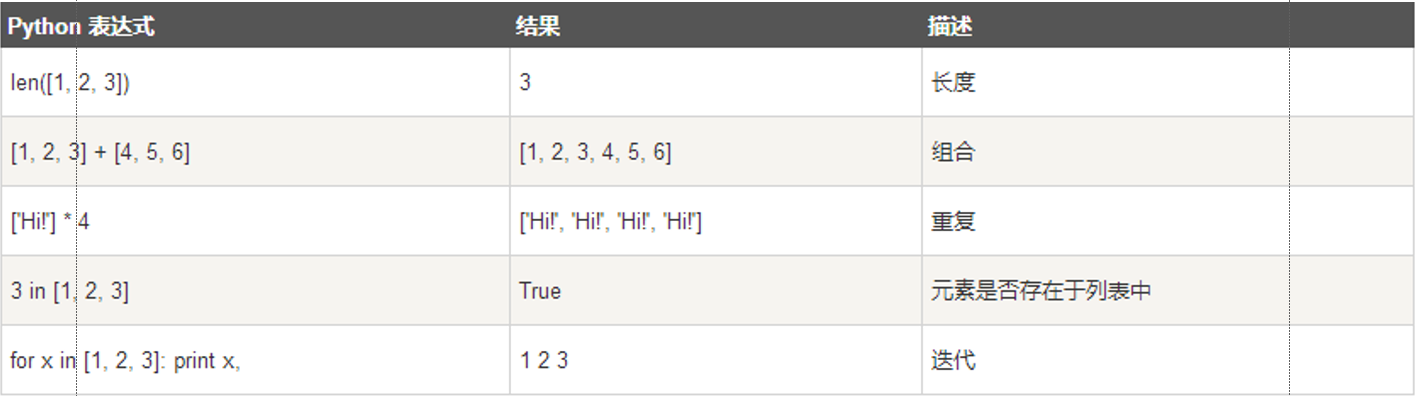 Python 表达式 结果 描述
len([1, 2, 3]) 3 长度
[1, 2, 3] + [4, 5, 6] [1, 2, 3, 4, 5, 6] 组合
['Hi!'] * 4 ['Hi!', 'Hi!', 'Hi!', 'Hi!'] 重复
3 in [1, 2, 3] True 元素是否存在于列表中
for x in [1, 2, 3]: print x, 1 2 3 迭代